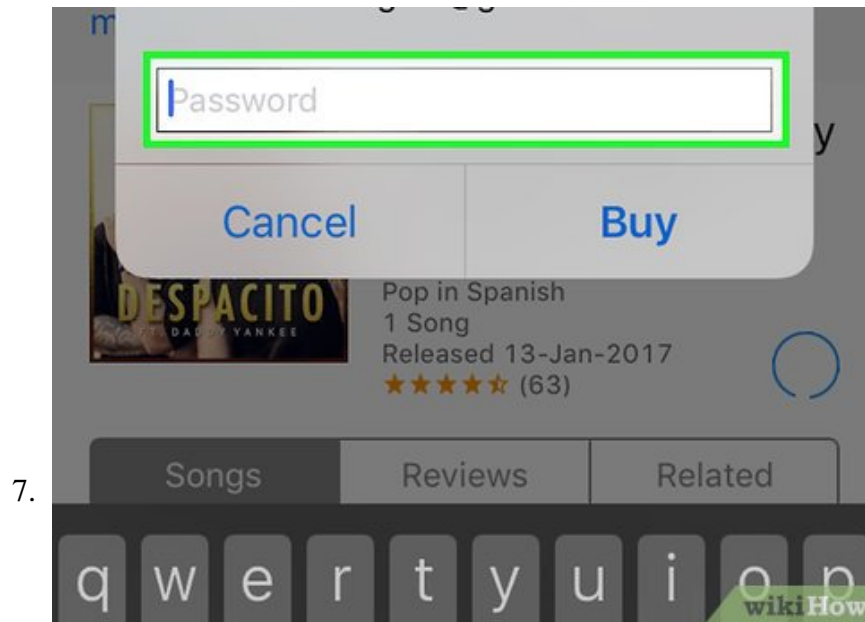 m
Password
y
Cancel
Buy
DESPACITO
FT. DADDY YANKEE
Pop in Spanish
1 Song
Released 13-Jan-2017
(63)
Songs
Reviews
Related
7.
q w e r t y u i o p
wikiHow